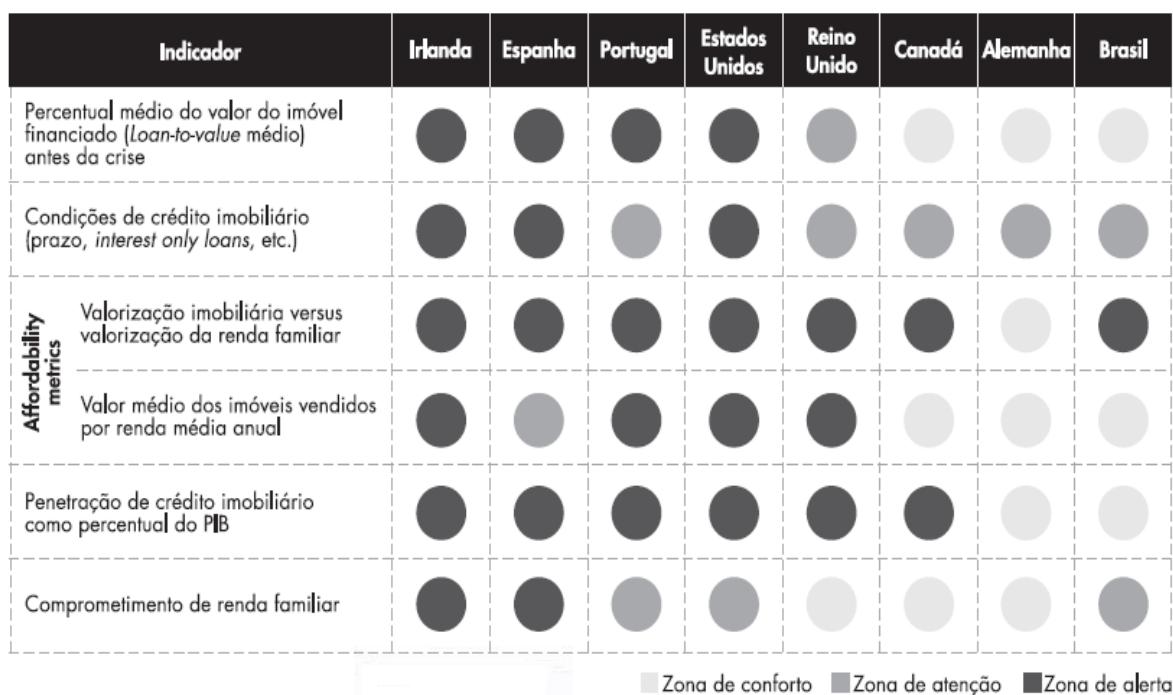 Indicador
Irlanda
Espanha
Portugal
Estados
Unidos
Reino
Unido
Canadá
Alemanha
Brasil
Percentual médio do valor do imóvel
financiado (Loan-to-value médio)
antes da crise
Condições de crédito imobiliário
(prazo, interest only loans, etc.)
Affordability
metrics
Valorização imobiliária versus
valorização da renda familiar
Valor médio dos imóveis vendidos
por renda média anual
Penetração de crédito imobiliário
como percentual do PIB
Comprometimento de renda familiar
Zona de conforto Zona de atenção Zona de alerta